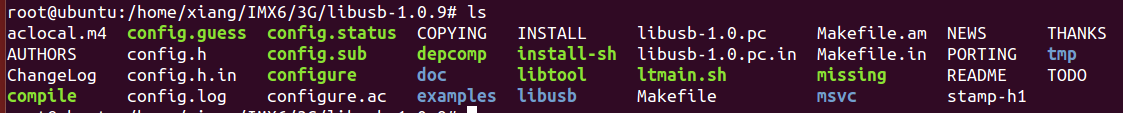 root@ubuntu:/home/xiang/IMX6/3G/libusb-1.0.9# ls
aclocal.m4 config.guess config.status COPYING INSTALL libusb-1.0.pc Makefile.am NEWS THANKS
AUTHORS config.h config.sub depcomp install-sh libusb-1.0.pc.in Makefile.in PORTING tmp
ChangeLog config.h.in configure doc libtool ltmain.sh missing README TODO
compile config.log configure.ac examples libusb Makefile msvc stamp-h1